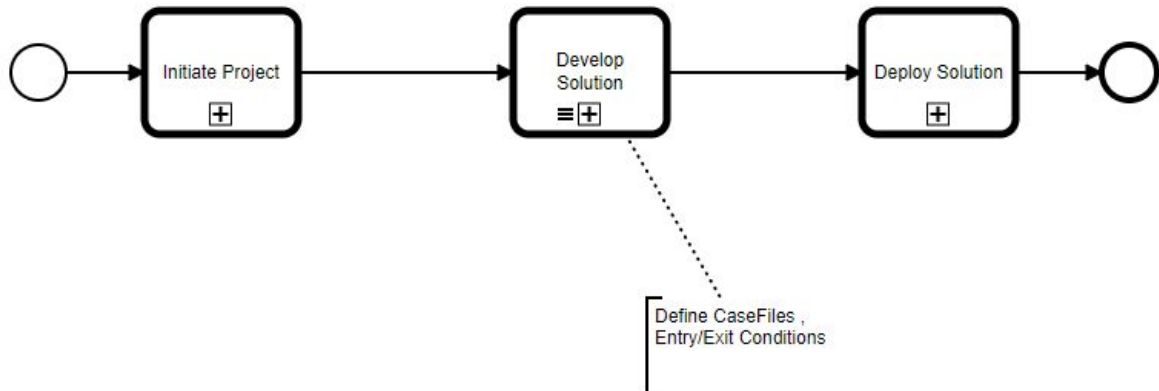 Initiate Project
Develop
Solution
Deploy Solution
Define CaseFiles ,
Entry/Exit Conditions